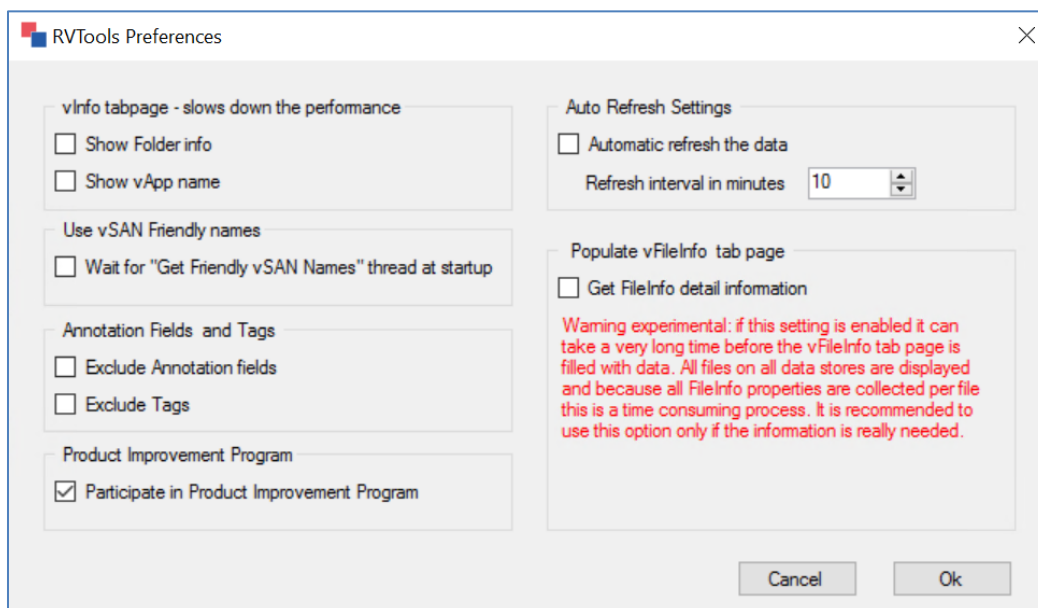 RVTools Preferences
vInfo tabpage - slows down the performance
Show Folder info
Show vApp name
Use vSAN Friendly names
Wait for "Get Friendly vSAN Names" thread at startup
Annotation Fields and Tags
Exclude Annotation fields
Exclude Tags
Product Improvement Program
Participate in Product Improvement Program
Auto Refresh Settings
Automatic refresh the data
Refresh interval in minutes 10
Populate vFileInfo tab page
Get FileInfo detail information
Warning experimental: if this setting is enabled it can
take a very long time before the vFileInfo tab page is
filled with data. All files on all data stores are displayed
and because all FileInfo properties are collected per file
this is a time consuming process. It is recommended to
use this option only if the information is really needed.
Cancel Ok